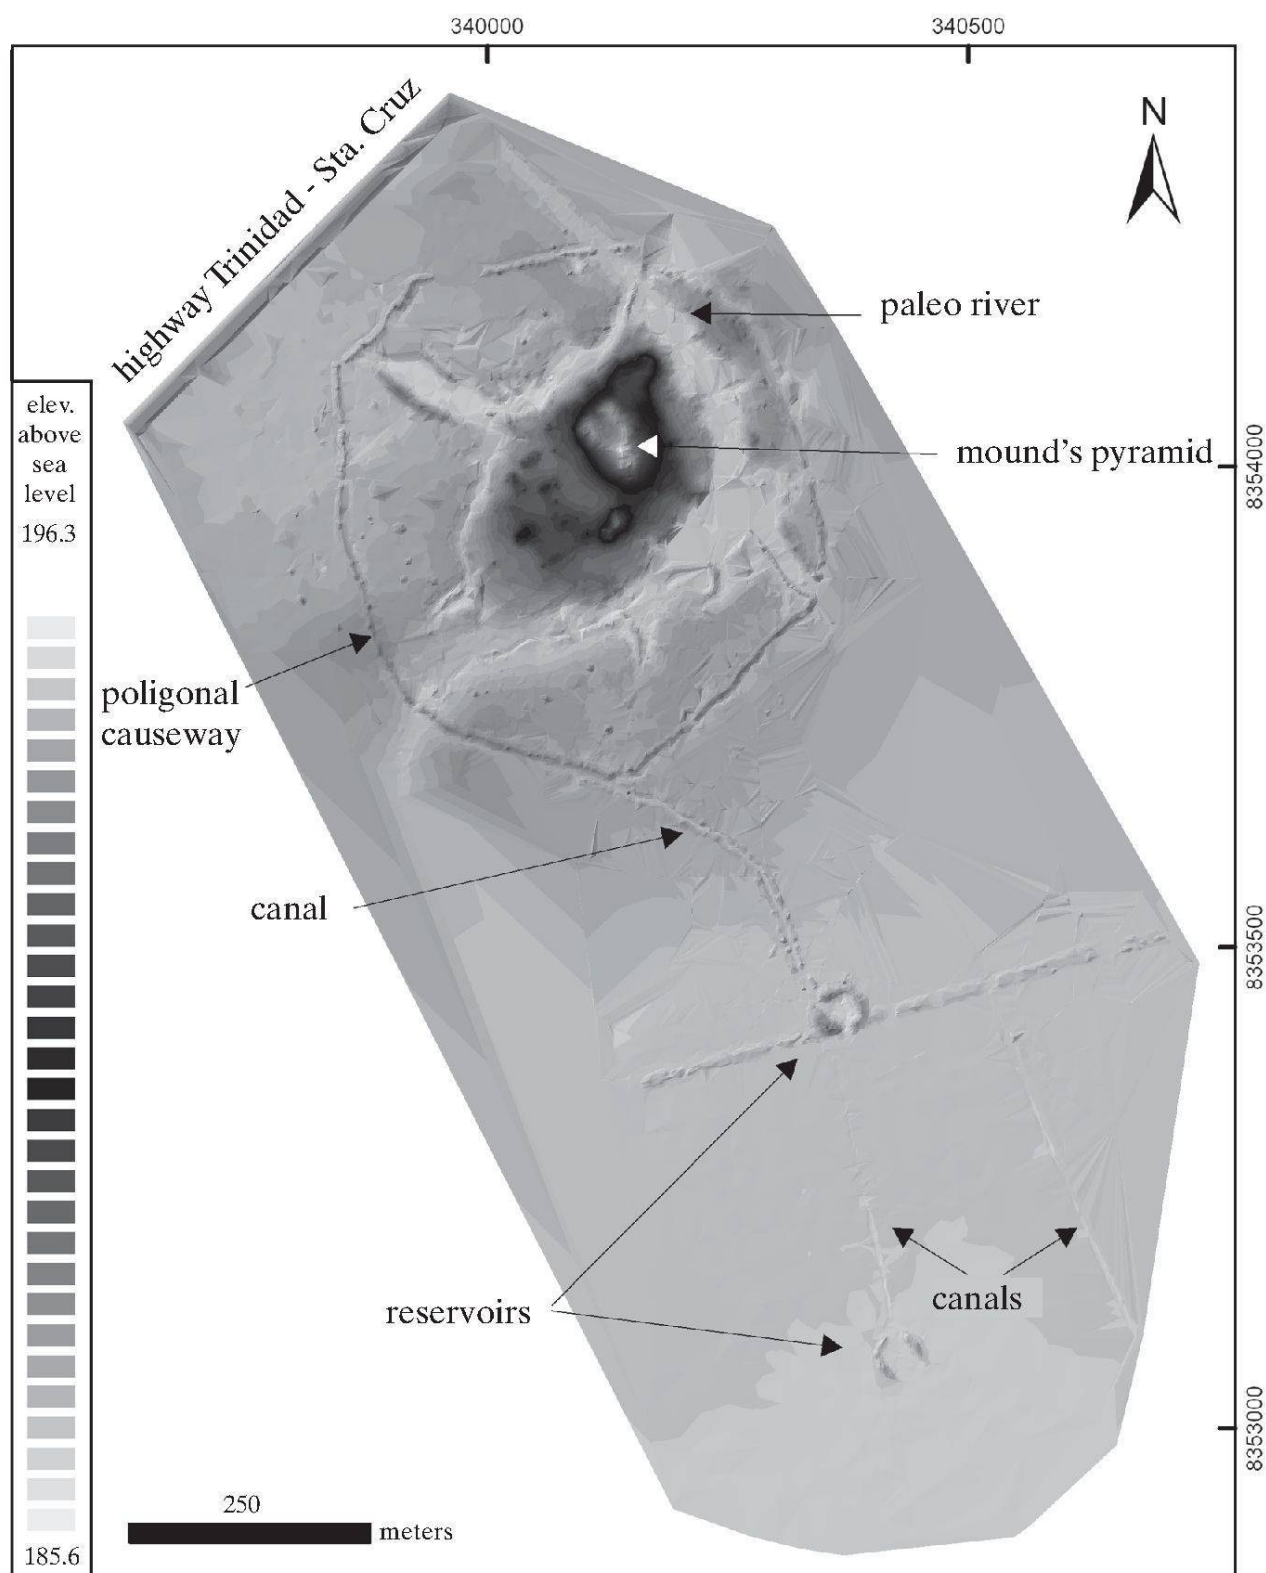 340000
340500
N
highway Trinidad - Sta. Cruz
paleo river
elev.
above
sea
level
196.3
mound's pyramid
8354000
poligonal
causeway
canal
8353500
reservoirs
canals
8353000
250
meters
185.6